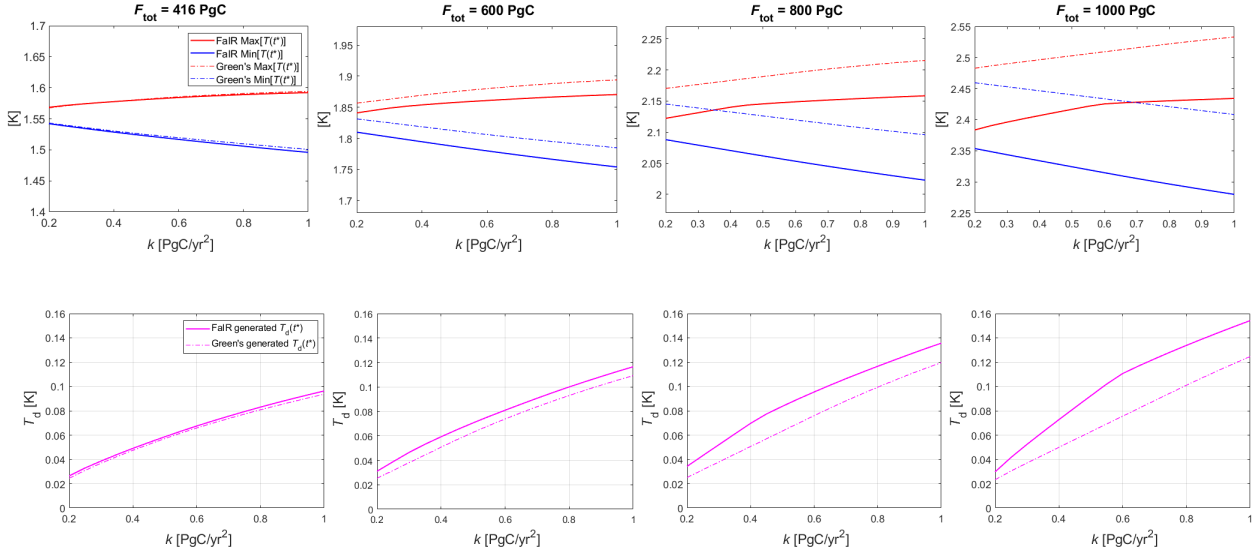 F_tot = 416 PgC
F_tot = 600 PgC
F_tot = 800 PgC
F_tot = 1000 PgC
1.7
1.65
1.6
1.55
1.5
1.45
1.4
[K]
FaIR Max[T(t*)]
FaIR Min[T(t*)]
Green's Max[T(t*)]
Green's Min[T(t*)]
0.2 0.4 0.6 0.8 1
k [PgC/yr²]
1.95
1.9
1.85
1.8
1.75
1.7
[K]
0.2 0.4 0.6 0.8 1
k [PgC/yr²]
2.25
2.2
2.15
2.1
2.05
2
[K]
0.2 0.3 0.4 0.5 0.6 0.7 0.8 0.9 1
k [PgC/yr²]
2.55
2.5
2.45
2.4
2.35
2.3
2.25
[K]
0.2 0.3 0.4 0.5 0.6 0.7 0.8 0.9 1
k [PgC/yr²]
0.16
0.14
0.12
0.1
0.08
0.06
0.04
0.02
0
T_d [K]
FaIR generated T_d(t*)
Green's generated T_d(t*)
0.2 0.4 0.6 0.8 1
k [PgC/yr²]
0.16
0.14
0.12
0.1
0.08
0.06
0.04
0.02
0
T_d [K]
0.2 0.4 0.6 0.8 1
k [PgC/yr²]
0.16
0.14
0.12
0.1
0.08
0.06
0.04
0.02
0
T_d [K]
0.2 0.4 0.6 0.8 1
k [PgC/yr²]
0.16
0.14
0.12
0.1
0.08
0.06
0.04
0.02
0
T_d [K]
0.2 0.4 0.6 0.8 1
k [PgC/yr²]